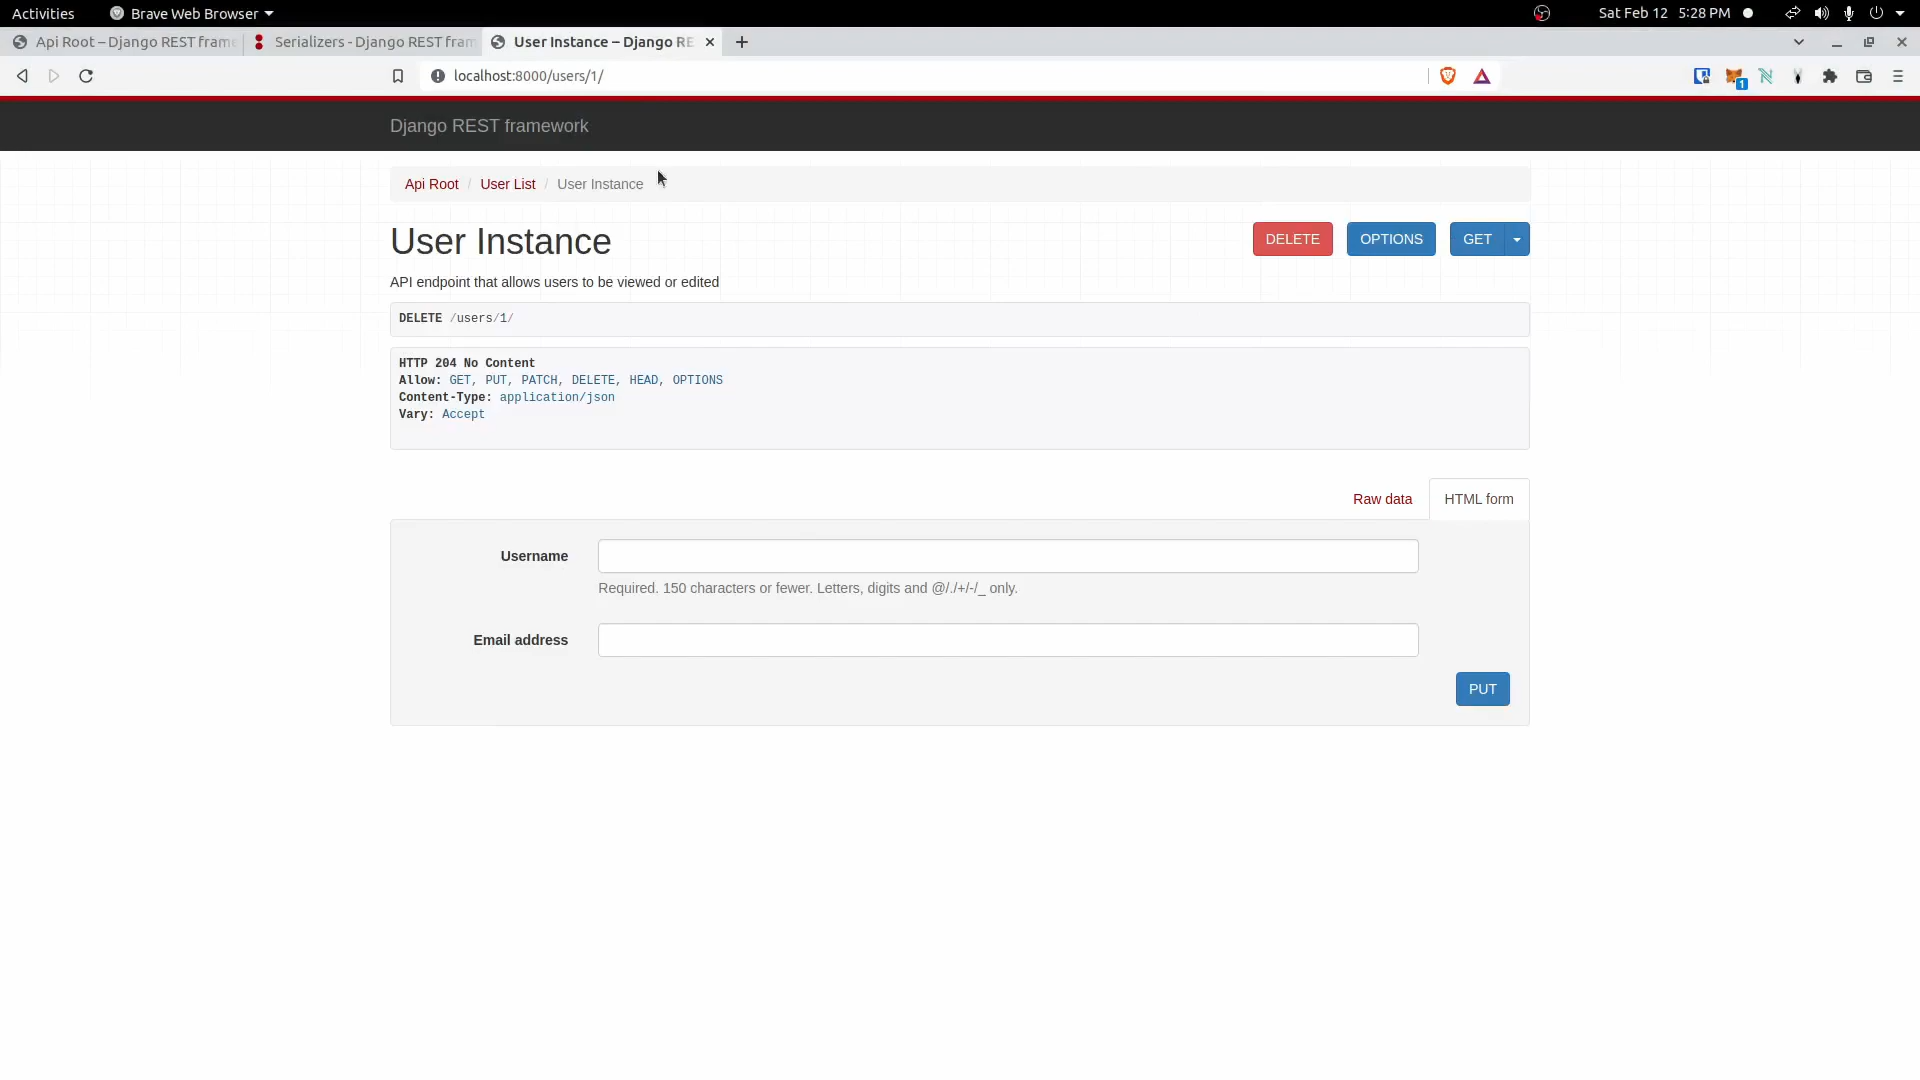 Activities
Brave Web Browser
Sat Feb 12 5:28 PM
Api Root – Django REST frame
Serializers - Django REST fram
User Instance – Django RE
localhost:8000/users/1/
1
Django REST framework
Api Root / User List / User Instance
User Instance
DELETE
OPTIONS
GET
API endpoint that allows users to be viewed or edited
DELETE /users/1/
HTTP 204 No Content
Allow: GET, PUT, PATCH, DELETE, HEAD, OPTIONS
Content-Type: application/json
Vary: Accept
Raw data
HTML form
Username
Required. 150 characters or fewer. Letters, digits and @/./+/-/_ only.
Email address
PUT